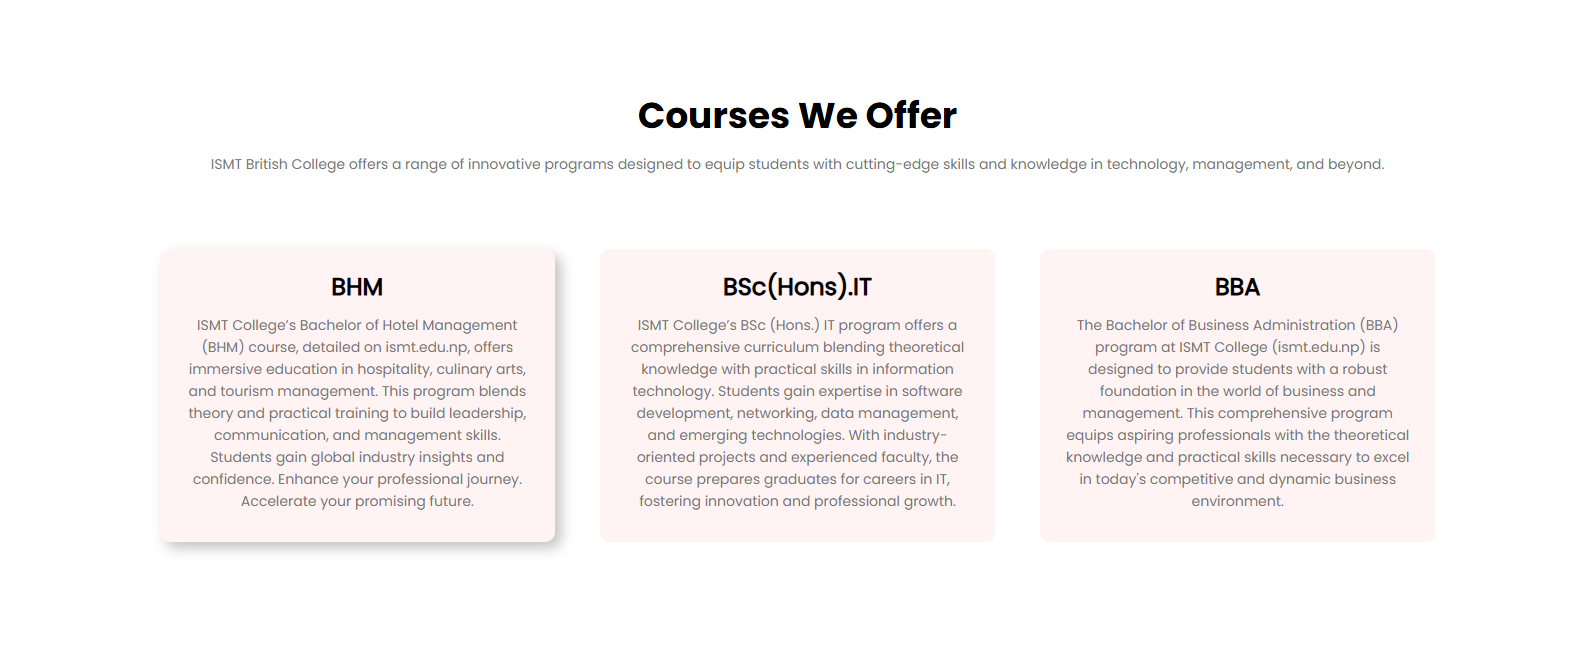 Courses We Offer
ISMT British College offers a range of innovative programs designed to equip students with cutting-edge skills and knowledge in technology, management, and beyond.
BHM
ISMT College’s Bachelor of Hotel Management
(BHM) course, detailed on ismt.edu.np, offers
immersive education in hospitality, culinary arts,
and tourism management. This program blends
theory and practical training to build leadership,
communication, and management skills.
Students gain global industry insights and
confidence. Enhance your professional journey.
Accelerate your promising future.
BSc(Hons).IT
ISMT College’s BSc (Hons.) IT program offers a
comprehensive curriculum blending theoretical
knowledge with practical skills in information
technology. Students gain expertise in software
development, networking, data management,
and emerging technologies. With industry-
oriented projects and experienced faculty, the
course prepares graduates for careers in IT,
fostering innovation and professional growth.
BBA
The Bachelor of Business Administration (BBA)
program at ISMT College (ismt.edu.np) is
designed to provide students with a robust
foundation in the world of business and
management. This comprehensive program
equips aspiring professionals with the theoretical
knowledge and practical skills necessary to excel
in today's competitive and dynamic business
environment.